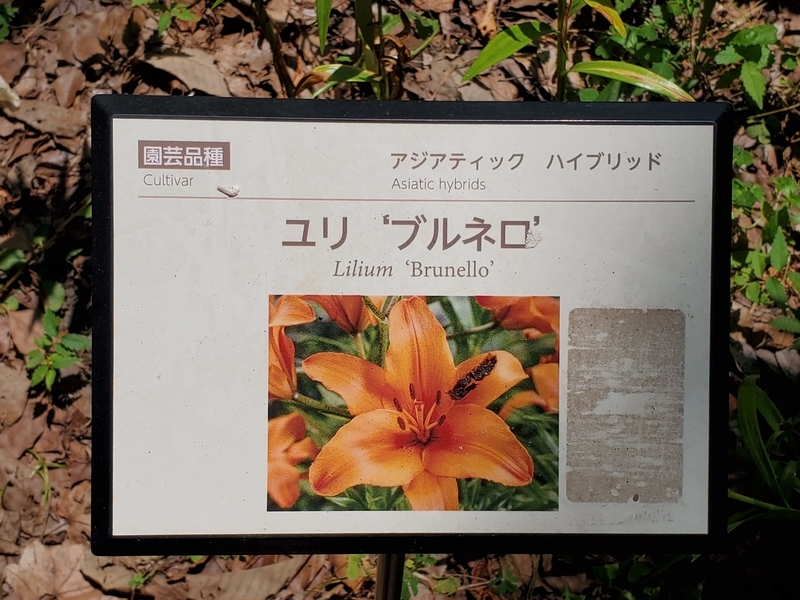 園芸品種
Cultivar
アジアティック　ハイブリッド
Asiatic hybrids
ユリ ‘ブルネロ’
Lilium ‘Brunello’